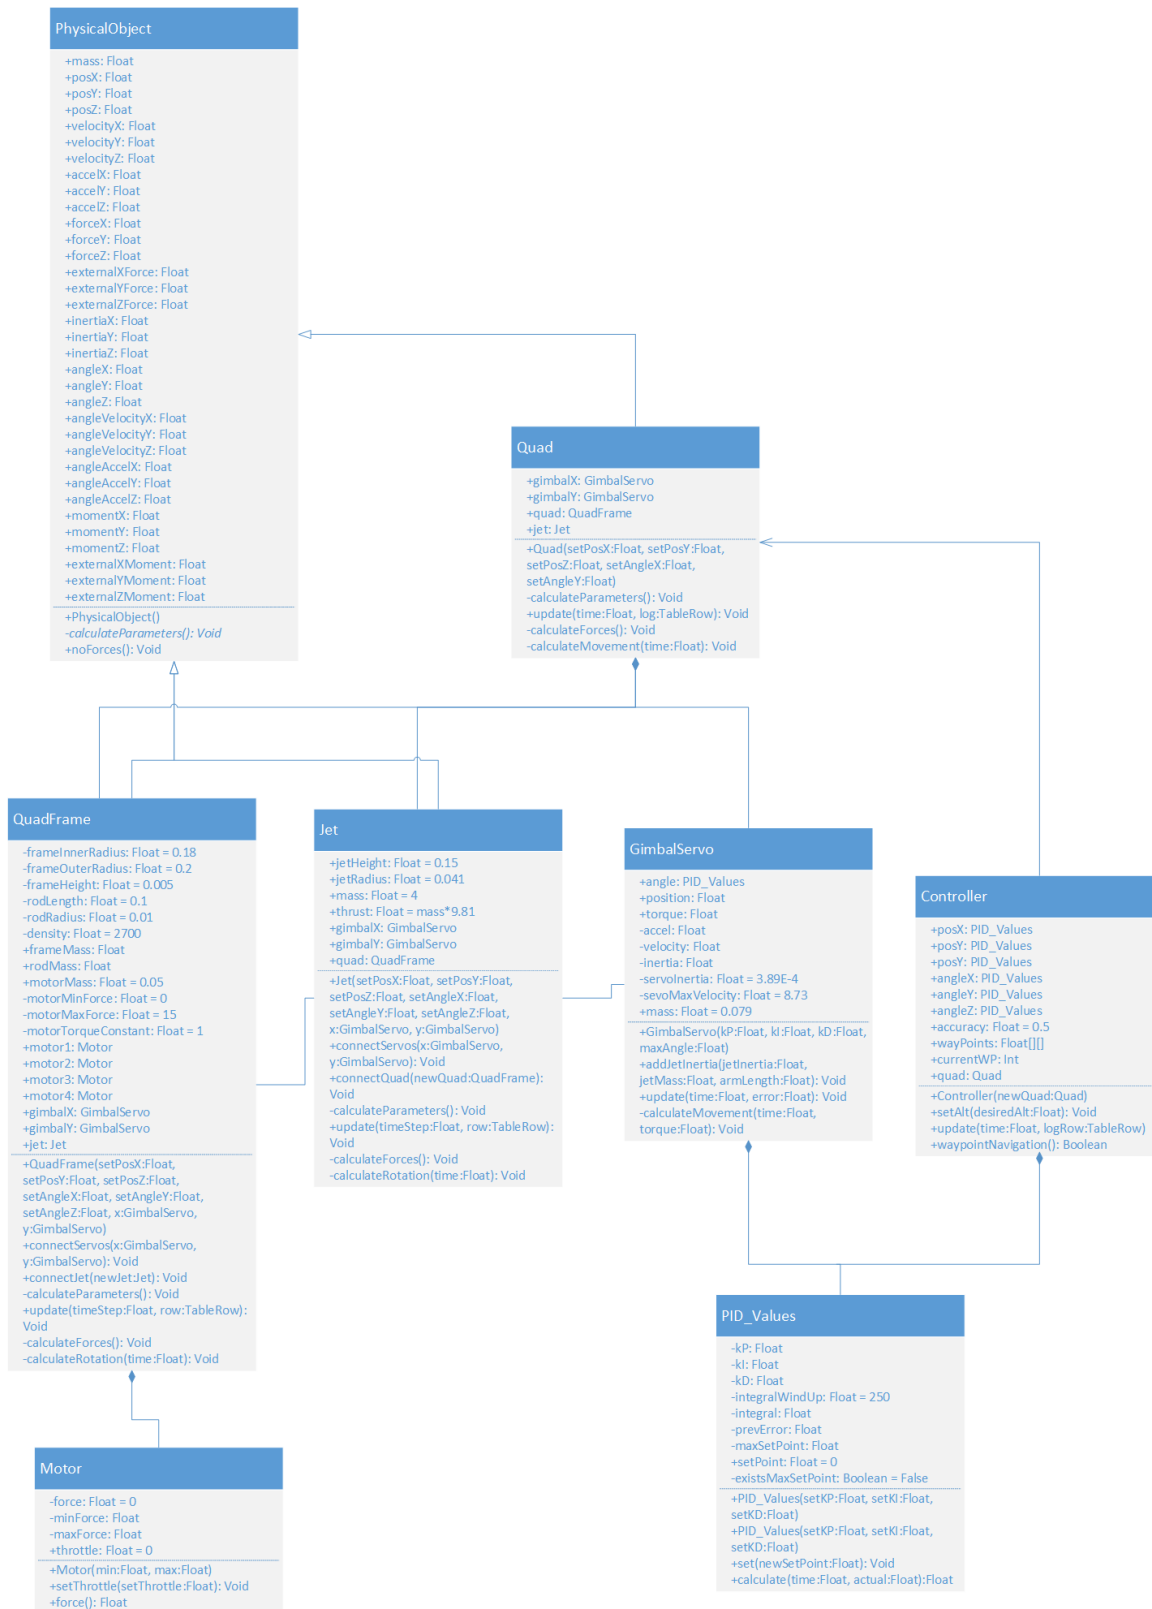 PhysicalObject
+mass: Float
+posX: Float
+posY: Float
+posZ: Float
+velocityX: Float
+velocityY: Float
+velocityZ: Float
+accelX: Float
+accelY: Float
+accelZ: Float
+forceX: Float
+forceY: Float
+forceZ: Float
+externalXForce: Float
+externalYForce: Float
+externalZForce: Float
+inertiaX: Float
+inertiaY: Float
+inertiaZ: Float
+angleX: Float
+angleY: Float
+angleZ: Float
+angleVelocityX: Float
+angleVelocityY: Float
+angleVelocityZ: Float
+angleAccelX: Float
+angleAccelY: Float
+angleAccelZ: Float
+momentX: Float
+momentY: Float
+momentZ: Float
+externalXMoment: Float
+externalYMoment: Float
+externalZMoment: Float
+PhysicalObject()
-calculateParameters(): Void
+noForces(): Void
Quad
+gimbalX: GimbalServo
+gimbalY: GimbalServo
+quad: QuadFrame
+jet: Jet
+Quad(setPosX:Float, setPosY:Float,
setPosZ:Float, setAngleX:Float,
setAngleY:Float)
-calculateParameters(): Void
+update(time:Float, log:TableRow): Void
-calculateForces(): Void
-calculateMovement(time:Float): Void
QuadFrame
-frameInnerRadius: Float = 0.18
-frameOuterRadius: Float = 0.2
-frameHeight: Float = 0.005
-rodLength: Float = 0.1
-rodRadius: Float = 0.01
-density: Float = 2700
+frameMass: Float
+rodMass: Float
+motorMass: Float = 0.05
-motorMinForce: Float = 0
-motorMaxForce: Float = 15
-motorTorqueConstant: Float = 1
+motor1: Motor
+motor2: Motor
+motor3: Motor
+motor4: Motor
+gimbalX: GimbalServo
+gimbalY: GimbalServo
+jet: Jet
+QuadFrame(setPosX:Float,
setPosY:Float, setPosZ:Float,
setAngleX:Float, setAngleY:Float,
setAngleZ:Float, x:GimbalServo,
y:GimbalServo)
+connectServos(x:GimbalServo,
y:GimbalServo): Void
+connectJet(newJet:Jet): Void
-calculateParameters(): Void
+update(timeStep:Float, row:TableRow):
Void
-calculateForces(): Void
-calculateRotation(time:Float): Void
Jet
+jetHeight: Float = 0.15
+jetRadius: Float = 0.041
+mass: Float = 4
+thrust: Float = mass*9.81
+gimbalX: GimbalServo
+gimbalY: GimbalServo
+quad: QuadFrame
+Jet(setPosX:Float, setPosY:Float,
setPosZ:Float, setAngleX:Float,
setAngleY:Float, setAngleZ:Float,
x:GimbalServo, y:GimbalServo)
+connectServos(x:GimbalServo,
y:GimbalServo): Void
+connectQuad(newQuad:QuadFrame):
Void
-calculateParameters(): Void
+update(timeStep:Float, row:TableRow):
Void
-calculateForces(): Void
-calculateRotation(time:Float): Void
GimbalServo
+angle: PID_Values
+position: Float
+torque: Float
-accel: Float
-velocity: Float
-inertia: Float
-servoInertia: Float = 3.89E-4
-sevoMaxVelocity: Float = 8.73
+mass: Float = 0.079
+GimbalServo(kP:Float, kI:Float, kD:Float,
maxAngle:Float)
+addJetInertia(jetInertia:Float,
jetMass:Float, armLength:Float): Void
+update(time:Float, error:Float): Void
-calculateMovement(time:Float,
torque:Float): Void
Controller
+posX: PID_Values
+posY: PID_Values
+posY: PID_Values
+angleX: PID_Values
+angleY: PID_Values
+angleZ: PID_Values
+accuracy: Float = 0.5
+wayPoints: Float[][]
+currentWP: Int
+quad: Quad
+Controller(newQuad:Quad)
+setAlt(desiredAlt:Float): Void
+update(time:Float, logRow:TableRow)
+waypointNavigation(): Boolean
Motor
-force: Float = 0
-minForce: Float
-maxForce: Float
+throttle: Float = 0
+Motor(min:Float, max:Float)
+setThrottle(setThrottle:Float): Void
+force(): Float
PID_Values
-kP: Float
-kI: Float
-kD: Float
-integralWindUp: Float = 250
-integral: Float
-prevError: Float
-maxSetPoint: Float
+setPoint: Float = 0
-existsMaxSetPoint: Boolean = False
+PID_Values(setKP:Float, setKI:Float,
setKD:Float)
+PID_Values(setKP:Float, setKI:Float,
setKD:Float)
+set(newSetPoint:Float): Void
+calculate(time:Float, actual:Float):Float